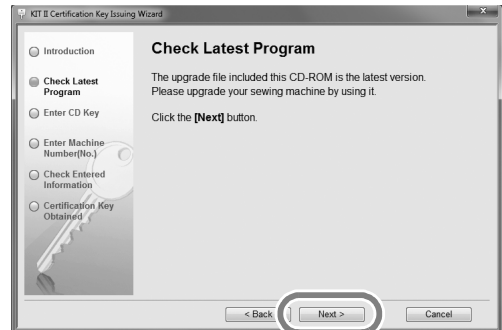 KIT II Certification Key Issuing Wizard
x
Introduction
Check Latest
Program
Enter CD Key
Enter Machine
Number(No.)
Check Entered
Information
Certification Key
Obtained
Check Latest Program
The upgrade file included this CD-ROM is the latest version.
Please upgrade your sewing machine by using it.
Click the [Next] button.
< Back
Next >
Cancel